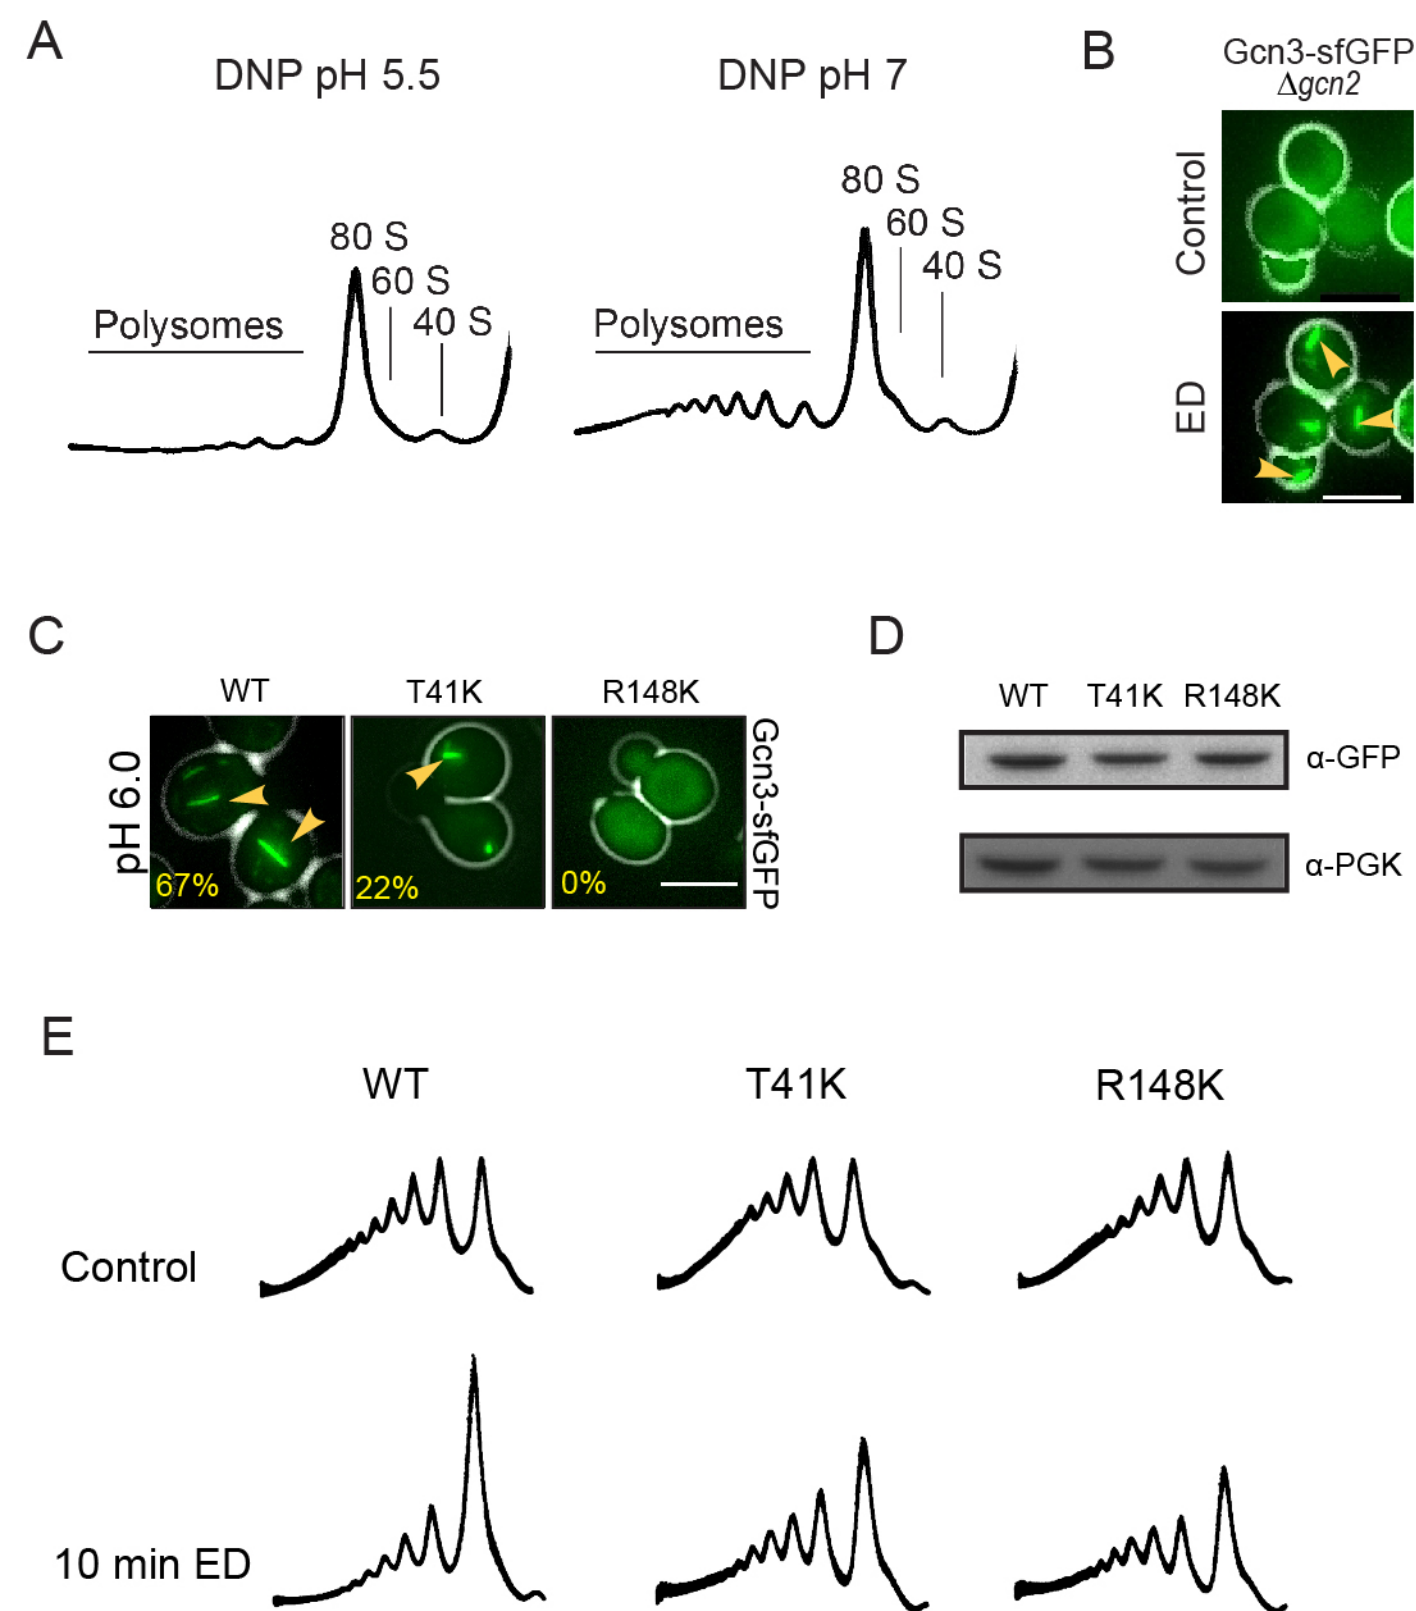 A
DNP pH 5.5
DNP pH 7
80 S
60 S
40 S
Polysomes
80 S
60 S
40 S
Polysomes
B
Gcn3-sfGFP
Δgcn2
Control
ED
C
WT
T41K
R148K
pH 6.0
67%
22%
0%
Gcn3-sfGFP
D
WT
T41K
R148K
α-GFP
α-PGK
E
WT
T41K
R148K
Control
10 min ED